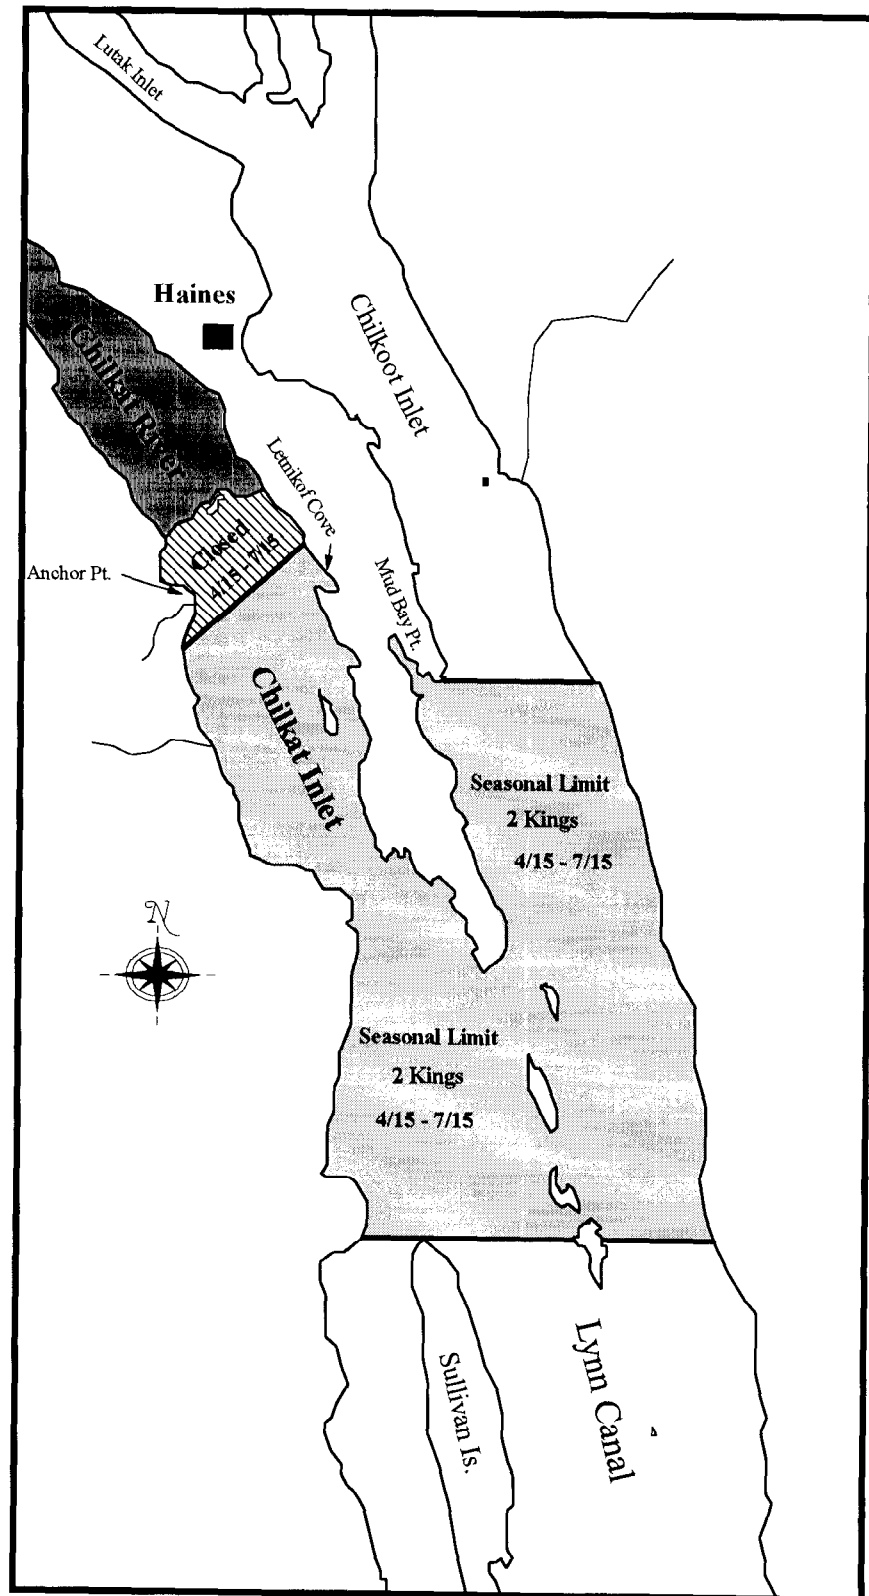 Lutak Inlet
Haines
Chilkoot Inlet
Chilkat River
Letnikof Cove
Closed
4/15 - 7/15
Anchor Pt.
Mud Bay Pt.
Chilkat Inlet
Seasonal Limit
2 Kings
4/15 - 7/15
N
Seasonal Limit
2 Kings
4/15 - 7/15
Lynn Canal
Sullivan Is.